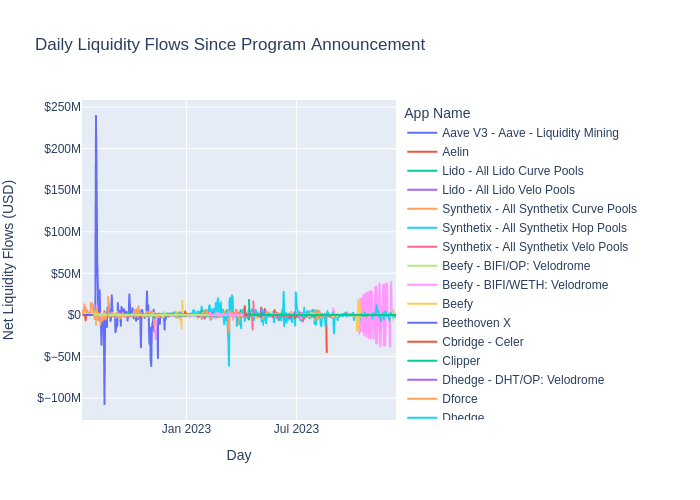 Daily Liquidity Flows Since Program Announcement
App Name
Aave V3 - Aave - Liquidity Mining
Aelin
Lido - All Lido Curve Pools
Lido - All Lido Velo Pools
Synthetix - All Synthetix Curve Pools
Synthetix - All Synthetix Hop Pools
Synthetix - All Synthetix Velo Pools
Beefy - BIFI/OP: Velodrome
Beefy - BIFI/WETH: Velodrome
Beefy
Beethoven X
Cbridge - Celer
Clipper
Dhedge - DHT/OP: Velodrome
Dforce
Dhedge
$250M
$200M
$150M
$100M
$50M
$0
$−50M
$−100M
Net Liquidity Flows (USD)
Jan 2023
Jul 2023
Day